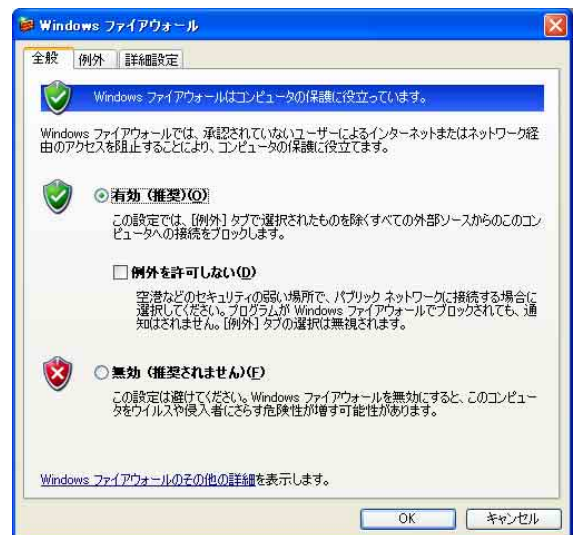 Windows ファイアウォール
全般
例外
詳細設定
Windows ファイアウォールはコンピュータの保護に役立っています。
Windows ファイアウォールでは、承認されていないユーザーによるインターネットまたはネットワーク経
由のアクセスを阻止することにより、コンピュータの保護に役立てます。
有効 (推奨)(O)
この設定では、[例外] タブで選択されたものを除くすべての外部ソースからのこのコン
ピュータへの接続をブロックします。
例外を許可しない(D)
空港などのセキュリティの弱い場所で、パブリック ネットワークに接続する場合に
選択してください。プログラムが Windows ファイアウォールでブロックされても、通
知はされません。[例外] タブの選択は無視されます。
無効 (推奨されません)(F)
この設定は避けてください。Windows ファイアウォールを無効にすると、このコンピュー
タをウイルスや侵入者にさらす危険性が増す可能性があります。
Windows ファイアウォールのその他の詳細を表示します。
OK
キャンセル